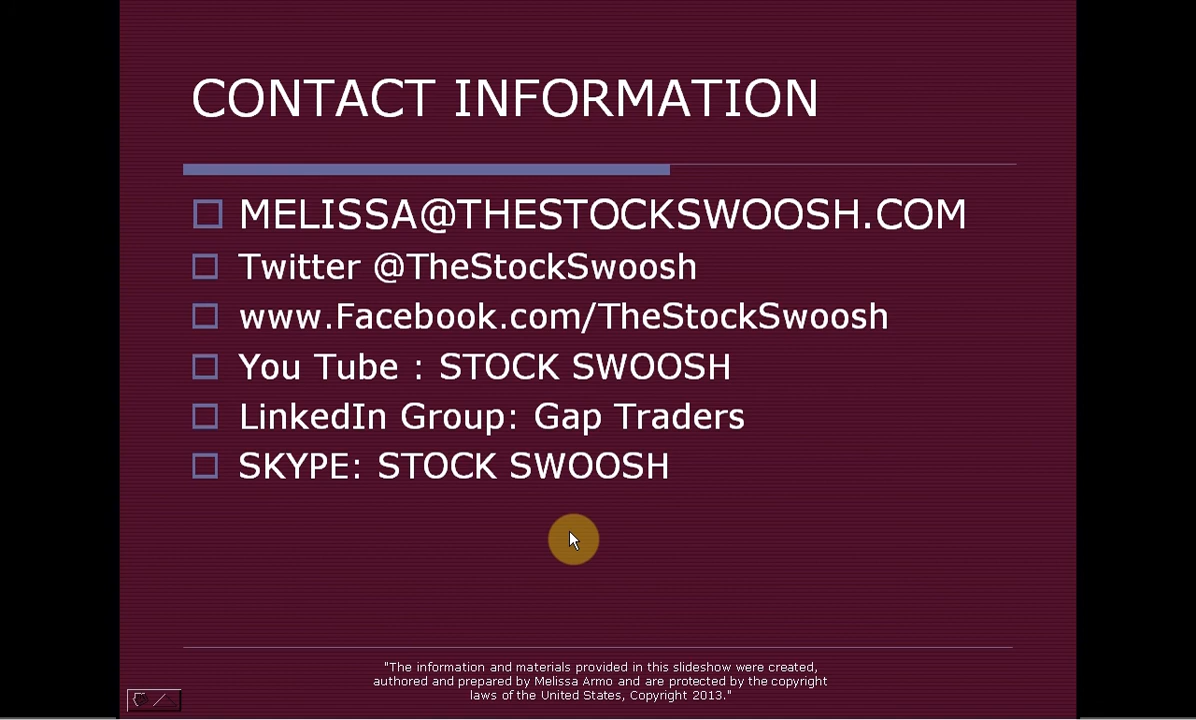 CONTACT INFORMATION
MELISSA@THESTOCKSWOOSH.COM
Twitter @TheStockSwoosh
www.Facebook.com/TheStockSwoosh
You Tube : STOCK SWOOSH
LinkedIn Group: Gap Traders
SKYPE: STOCK SWOOSH
"The information and materials provided in this slideshow were created,
authored and prepared by Melissa Armo and are protected by the copyright
laws of the United States, Copyright 2013."